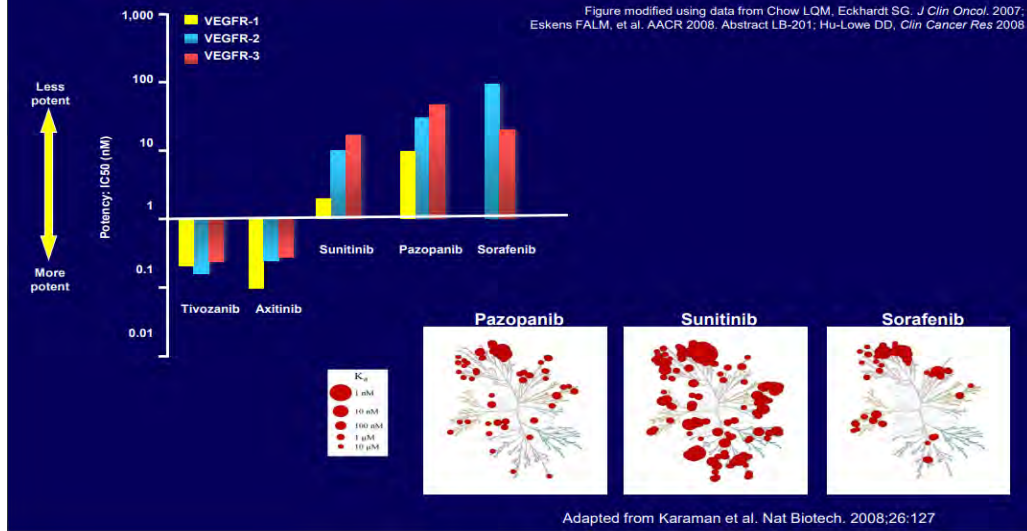 Figure modified using data from Chow LQM, Eckhardt SG. J Clin Oncol. 2007;
Eskens FALM, et al. AACR 2008. Abstract LB-201; Hu-Lowe DD, Clin Cancer Res 2008
1,000
VEGFR-1
VEGFR-2
VEGFR-3
Less
potent
100
10
Potency: IC50 (nM)
1
Sunitinib
Pazopanib
Sorafenib
More
potent
0.1
Tivozanib
Axitinib
0.01
Pazopanib
Sunitinib
Sorafenib
Kd
1 nM
10 nM
100 nM
1 µM
10 µM
Adapted from Karaman et al. Nat Biotech. 2008;26:127